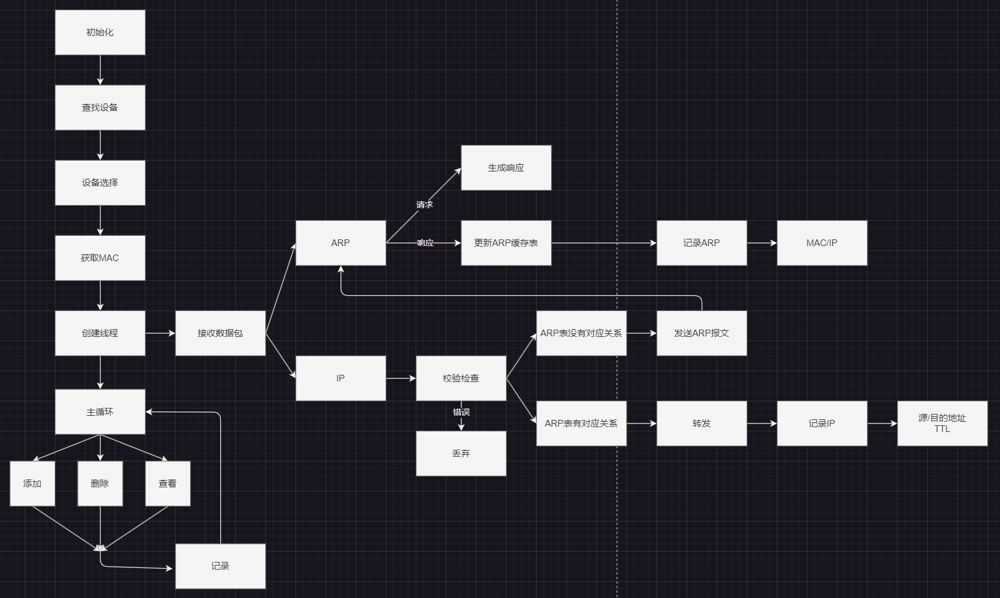 初始化
查找设备
设备选择
获取MAC
创建线程
接收数据包
主循环
添加
删除
查看
记录
ARP
请求
生成响应
响应
更新ARP缓存表
记录ARP
MAC/IP
IP
校验检查
错误
丢弃
ARP表没有对应关系
发送ARP报文
ARP表有对应关系
转发
记录IP
源/目的地址
TTL